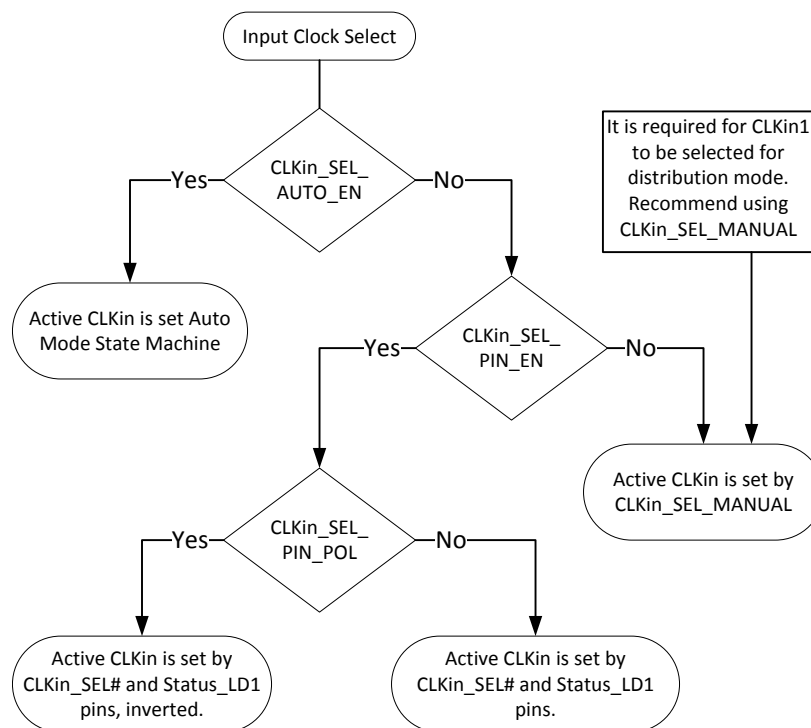 Input Clock Select
CLKin_SEL_
AUTO_EN
Yes
No
It is required for CLKin1
to be selected for
distribution mode.
Recommend using
CLKin_SEL_MANUAL
Active CLKin is set Auto
Mode State Machine
CLKin_SEL_
PIN_EN
Yes
No
Active CLKin is set by
CLKin_SEL_MANUAL
CLKin_SEL_
PIN_POL
Yes
No
Active CLKin is set by
CLKin_SEL# and Status_LD1
pins, inverted.
Active CLKin is set by
CLKin_SEL# and Status_LD1
pins.